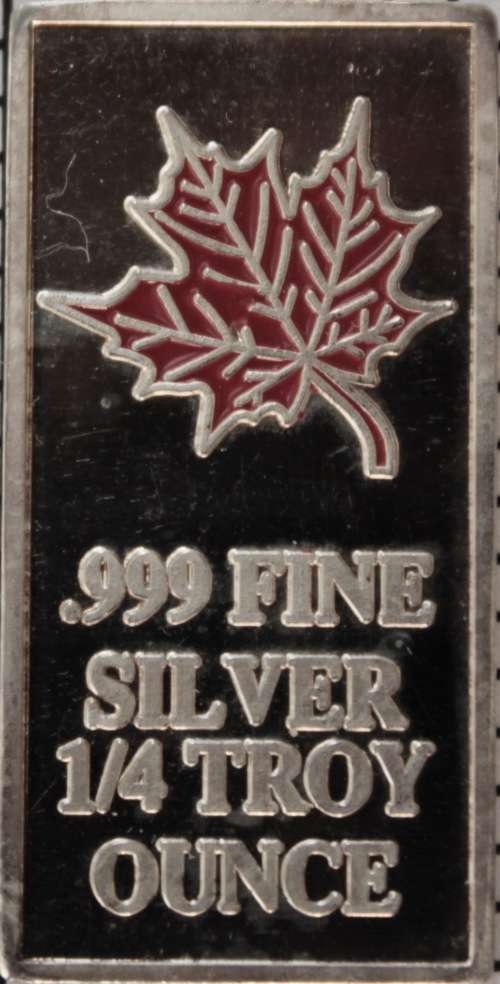 .999 FINE
SILVER
1/4 TROY
OUNCE